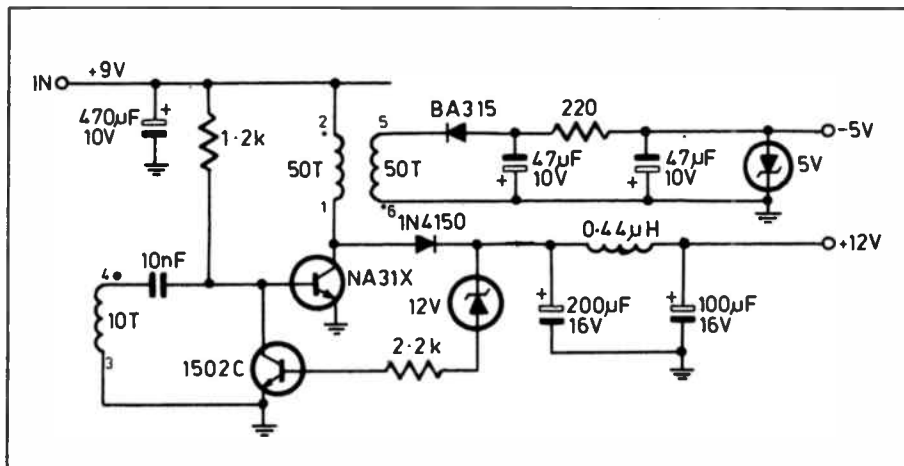 IN
+9V
470µF
10V
1·2k
2
50T
1
5
50T
6
BA315
220
47µF
10V
47µF
10V
5V
-5V
1N4150
0·44µH
+12V
4
10nF
10T
3
NA31X
12V
200µF
16V
100µF
16V
1502C
2·2k
+
+
+
+
+